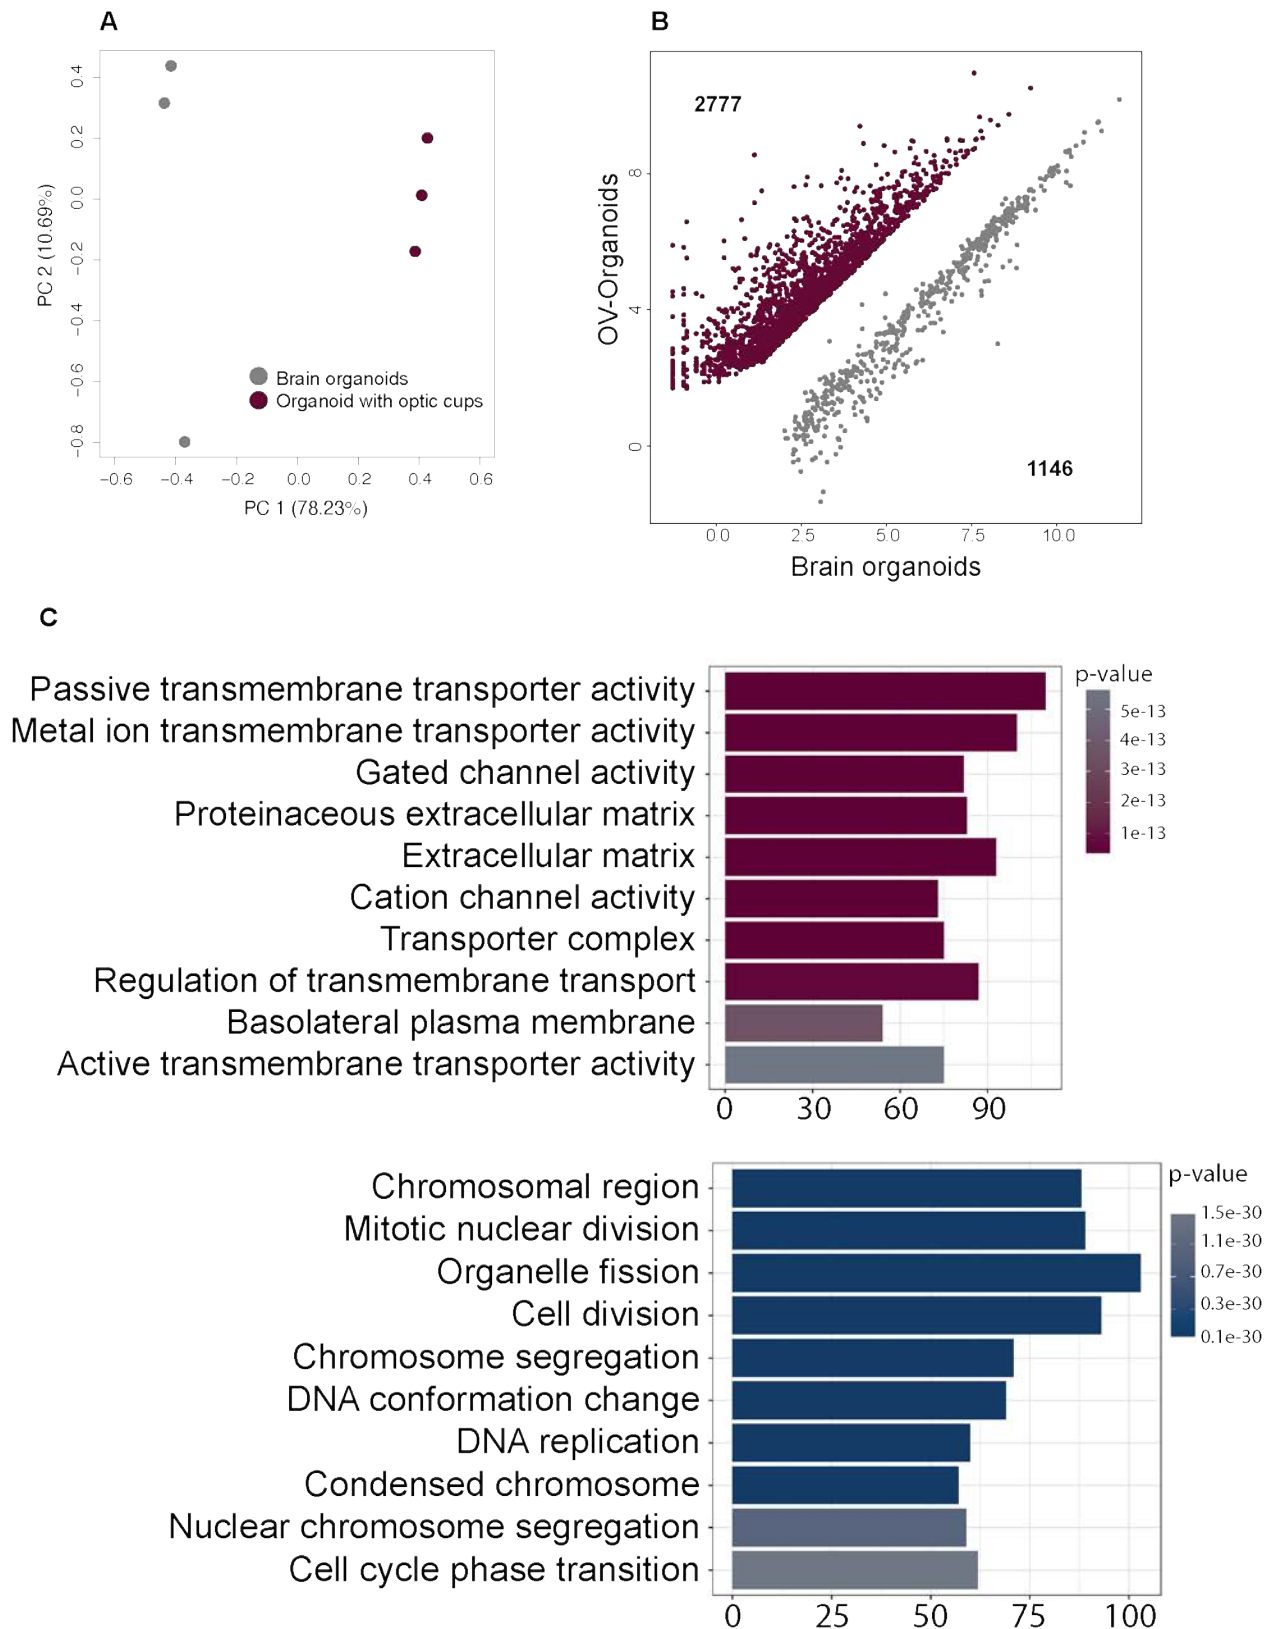 A
0.4
0.2
0.0
−0.2
−0.4
−0.6
−0.8
PC 2 (10.69%)
Brain organoids
Organoid with optic cups
−0.6 −0.4 −0.2 0.0 0.2 0.4 0.6
PC 1 (78.23%)
B
2777
8
4
0
OV-Organoids
1146
0.0 2.5 5.0 7.5 10.0
Brain organoids
C
Passive transmembrane transporter activity
Metal ion transmembrane transporter activity
Gated channel activity
Proteinaceous extracellular matrix
Extracellular matrix
Cation channel activity
Transporter complex
Regulation of transmembrane transport
Basolateral plasma membrane
Active transmembrane transporter activity
0 30 60 90
p-value
5e-13
4e-13
3e-13
2e-13
1e-13
Chromosomal region
Mitotic nuclear division
Organelle fission
Cell division
Chromosome segregation
DNA conformation change
DNA replication
Condensed chromosome
Nuclear chromosome segregation
Cell cycle phase transition
0 25 50 75 100
p-value
1.5e-30
1.1e-30
0.7e-30
0.3e-30
0.1e-30